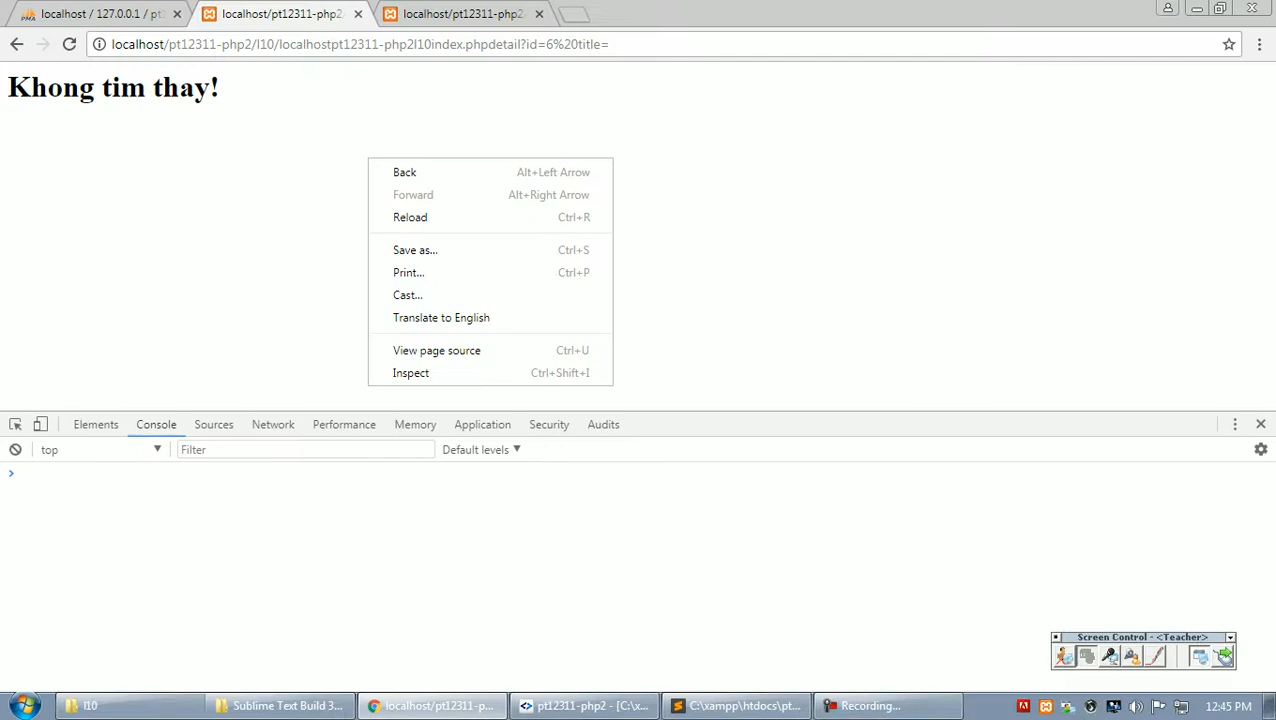 PMA localhost / 127.0.0.1 / pt
localhost/pt12311-php2/
localhost/pt12311-php2/
localhost/pt12311-php2/l10/localhostpt12311-php2l10index.phpdetail?id=6%20title=
Khong tim thay!
Back Alt+Left Arrow
Forward Alt+Right Arrow
Reload Ctrl+R
Save as... Ctrl+S
Print... Ctrl+P
Cast...
Translate to English
View page source Ctrl+U
Inspect Ctrl+Shift+I
Elements Console Sources Network Performance Memory Application Security Audits
top Filter Default levels
Screen Control - <Teacher>
l10 Sublime Text Build 3... localhost/pt12311-p... pt12311-php2 - [C:\x... C:\xampp\htdocs\pt... Recording... 12:45 PM